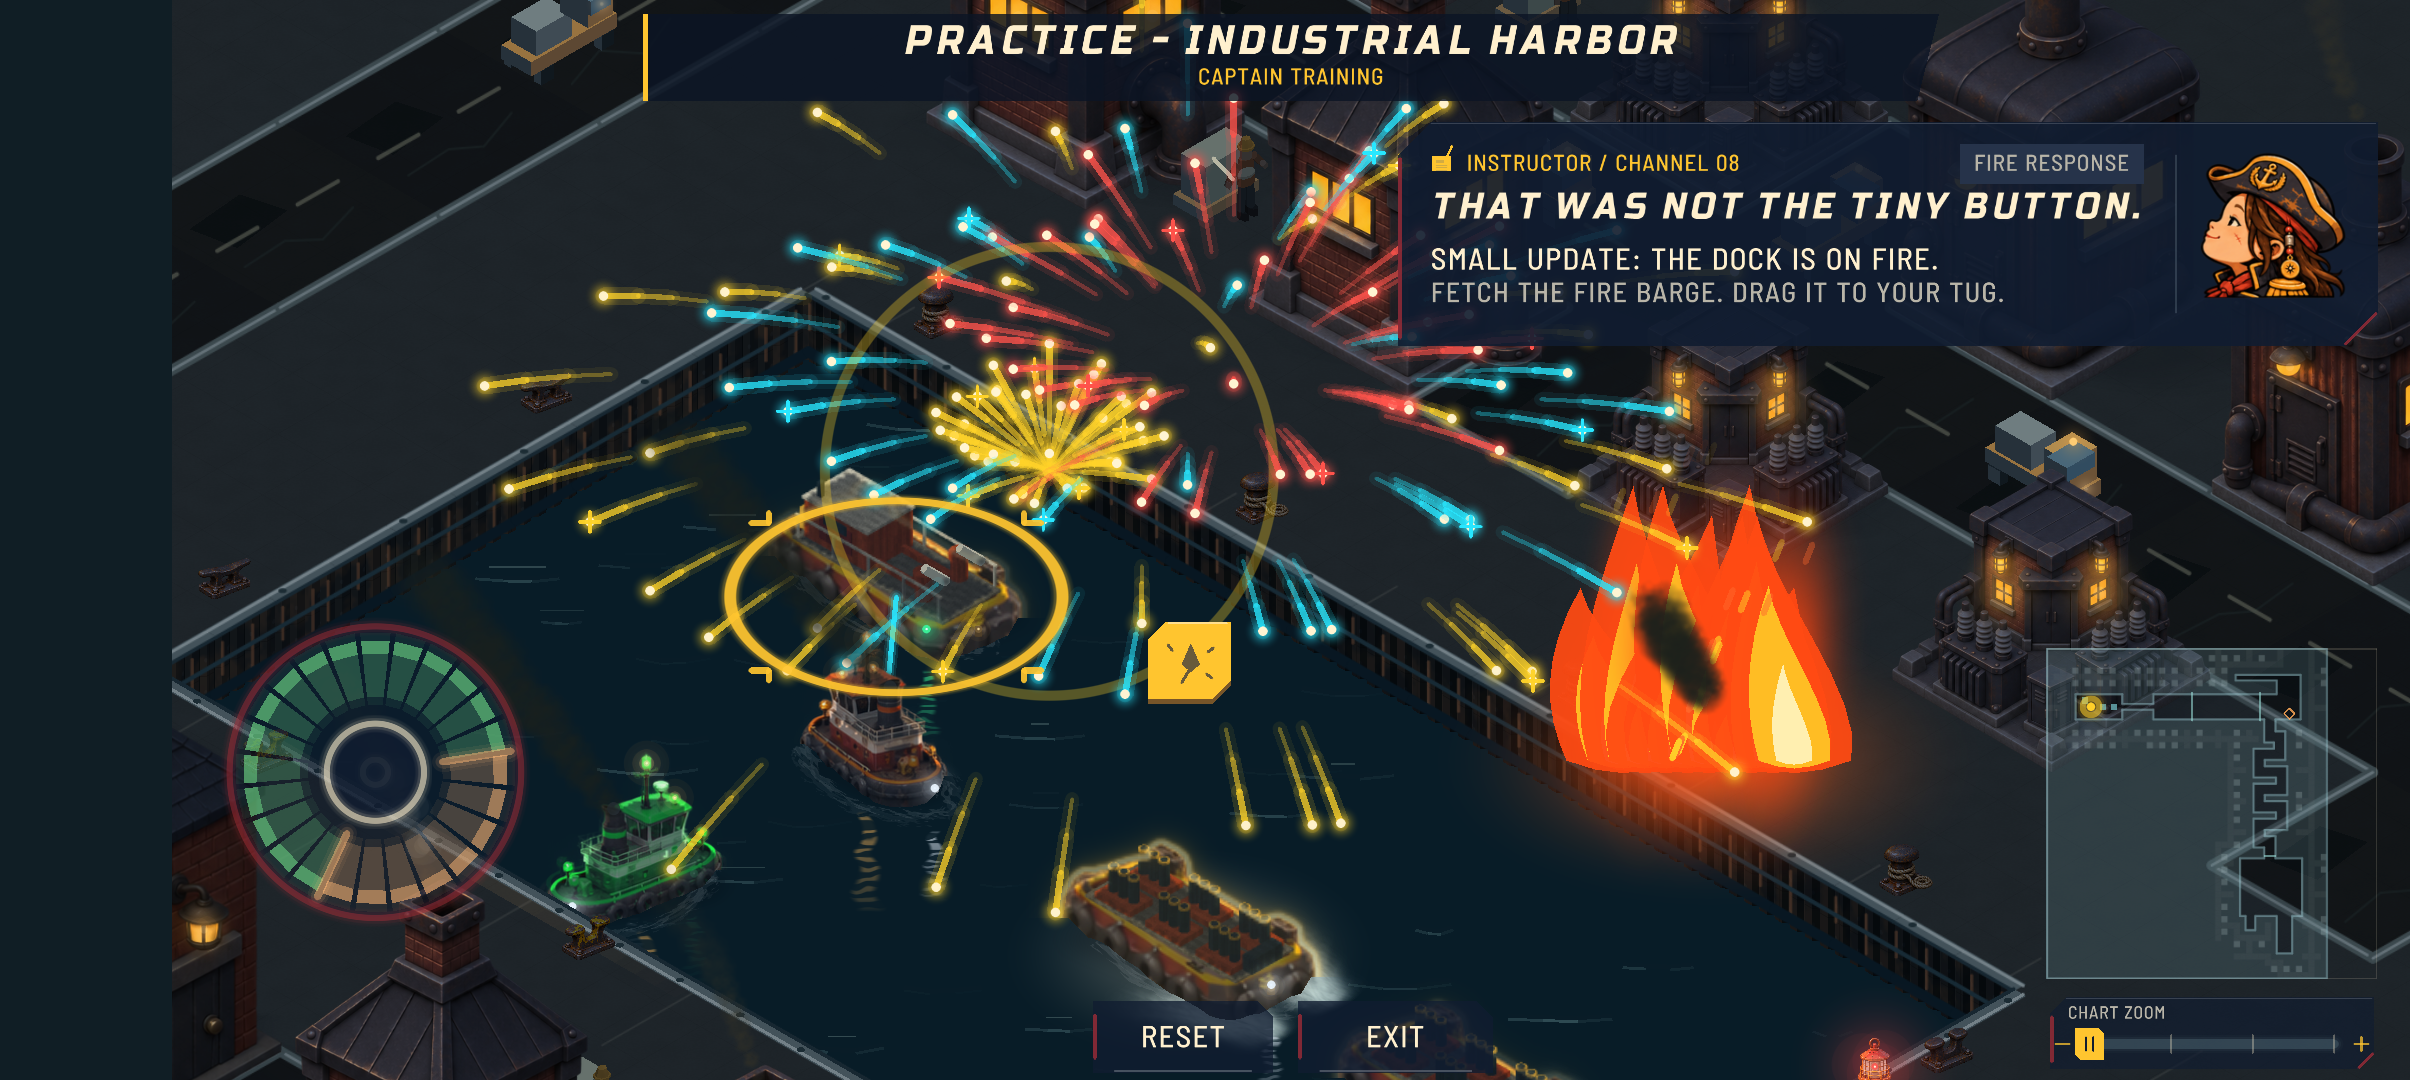 PRACTICE - INDUSTRIAL HARBOR
CAPTAIN TRAINING
INSTRUCTOR / CHANNEL 08
FIRE RESPONSE
THAT WAS NOT THE TINY BUTTON.
SMALL UPDATE: THE DOCK IS ON FIRE.
FETCH THE FIRE BARGE. DRAG IT TO YOUR TUG.
RESET
EXIT
CHART ZOOM